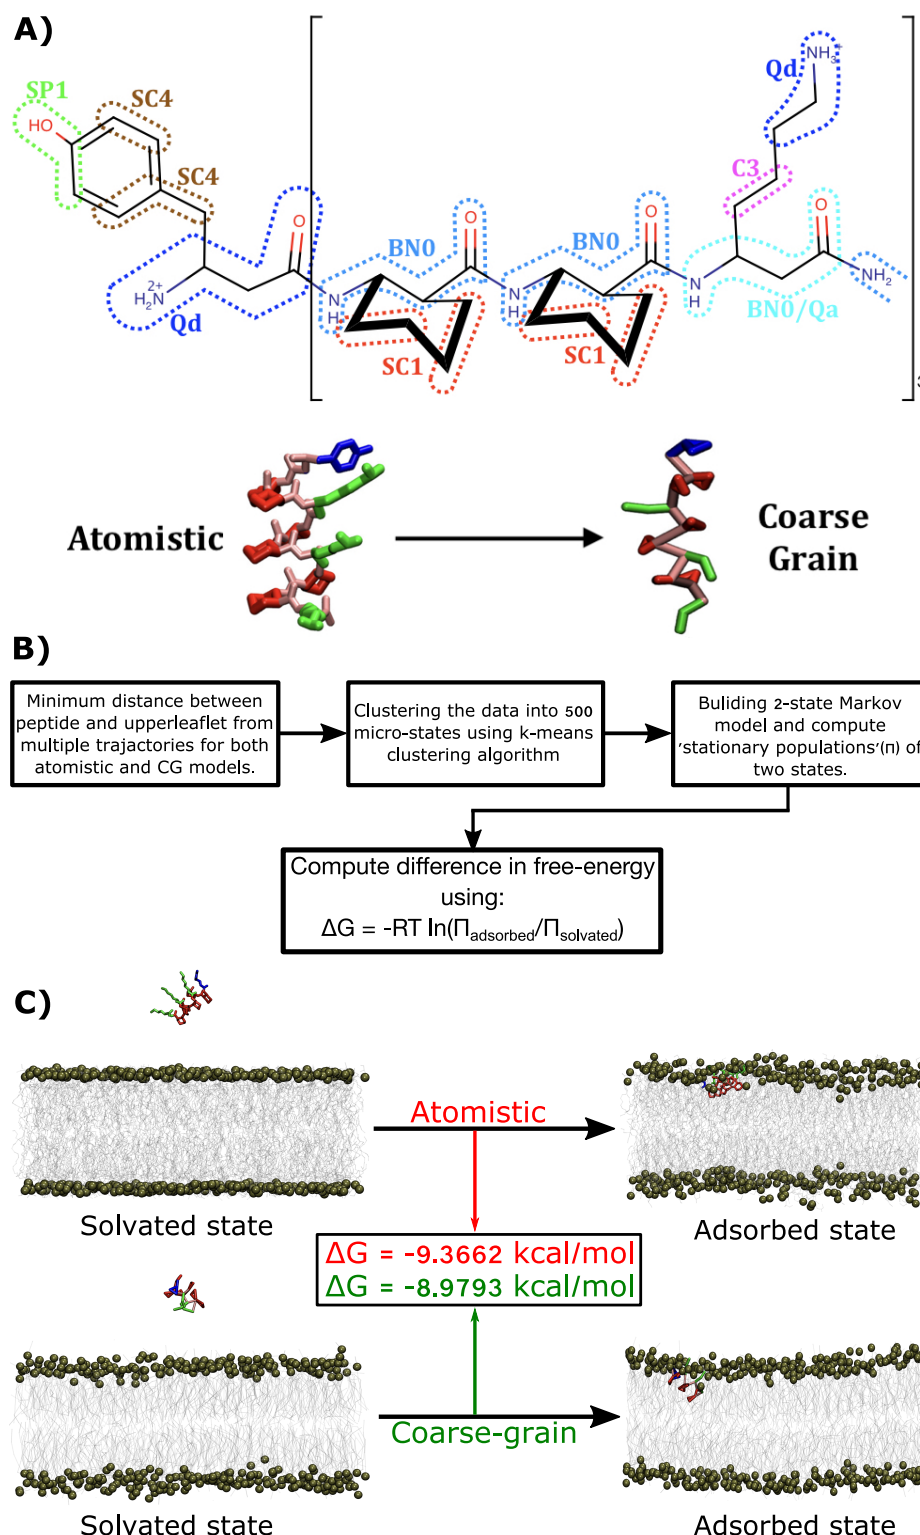 A)
SP1
SC4
HO
SC4
O
H₂N²⁺
Qd
N
H
BN0
O
SC1
N
H
BN0
O
SC1
Qd
NH₃⁺
C3
N
H
O
NH₂
BN0/Qa
3
Atomistic
Coarse
Grain
B)
Minimum distance between
peptide and upperleaflet from
multiple trajectories for both
atomistic and CG models.
Clustering the data into 500
micro-states using k-means
clustering algorithm
Buliding 2-state Markov
model and compute
'stationary populations'(π) of
two states.
Compute difference in free-energy
using:
ΔG = -RT ln(Π_adsorbed/Π_solvated)
C)
Atomistic
Solvated state
Adsorbed state
ΔG = -9.3662 kcal/mol
ΔG = -8.9793 kcal/mol
Coarse-grain
Solvated state
Adsorbed state